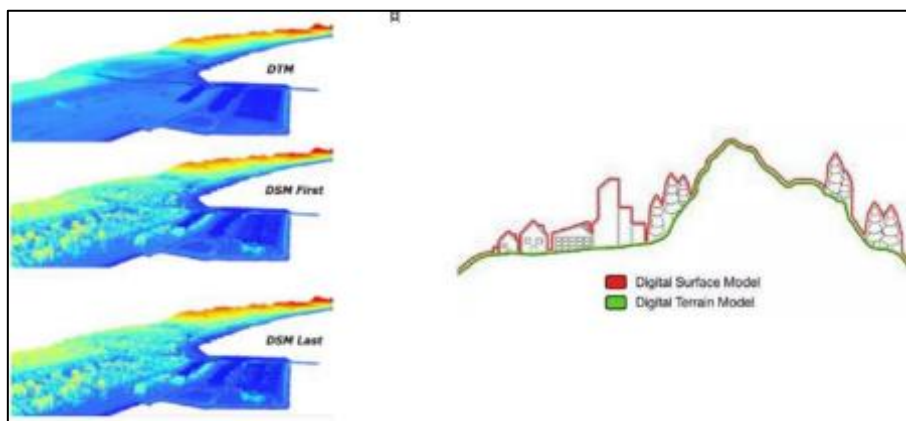 DTM
DSM First
DSM Last
Digital Surface Model
Digital Terrain Model